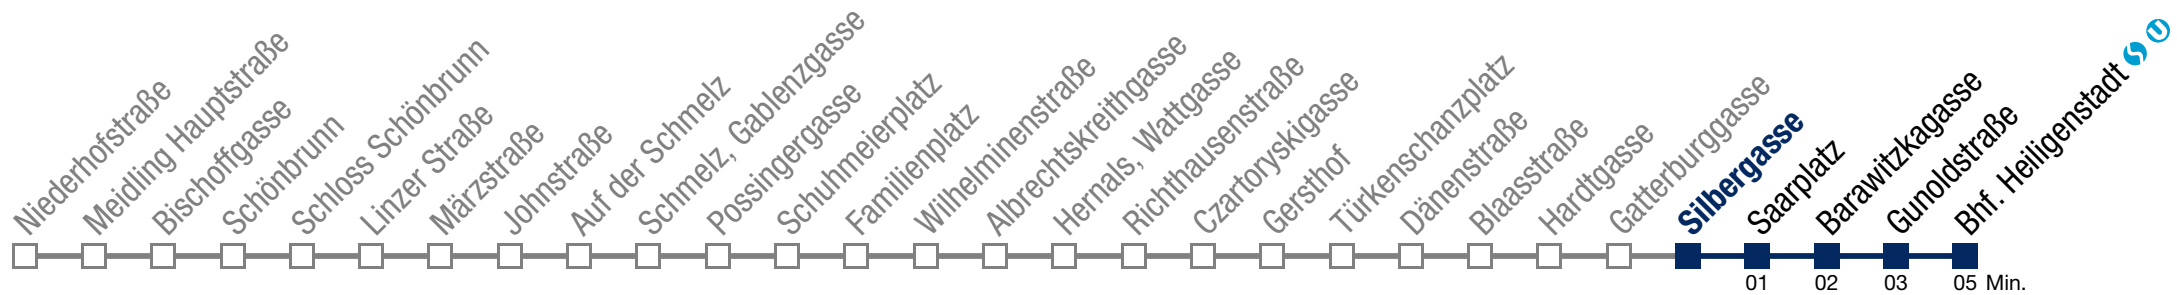 Niederhofstraße
Meidling Hauptstraße
Bischoffgasse
Schönbrunn
Schloss Schönbrunn
Linzer Straße
Märzstraße
Johnstraße
Auf der Schmelz
Schmelz, Gablenzgasse
Possingergasse
Schuhmeierplatz
Familienplatz
Wilhelminenstraße
Albrechtskreithgasse
Hernals, Wattgasse
Richthausenstraße
Czartoryskigasse
Gersthof
Türkenschanzplatz
Dänenstraße
Blaasstraße
Hardtgasse
Gatterburggasse
Silbergasse
Saarplatz
Barawitzkagasse
Gunoldstraße
Bhf. Heiligenstadt S U
01 02 03 05 Min.